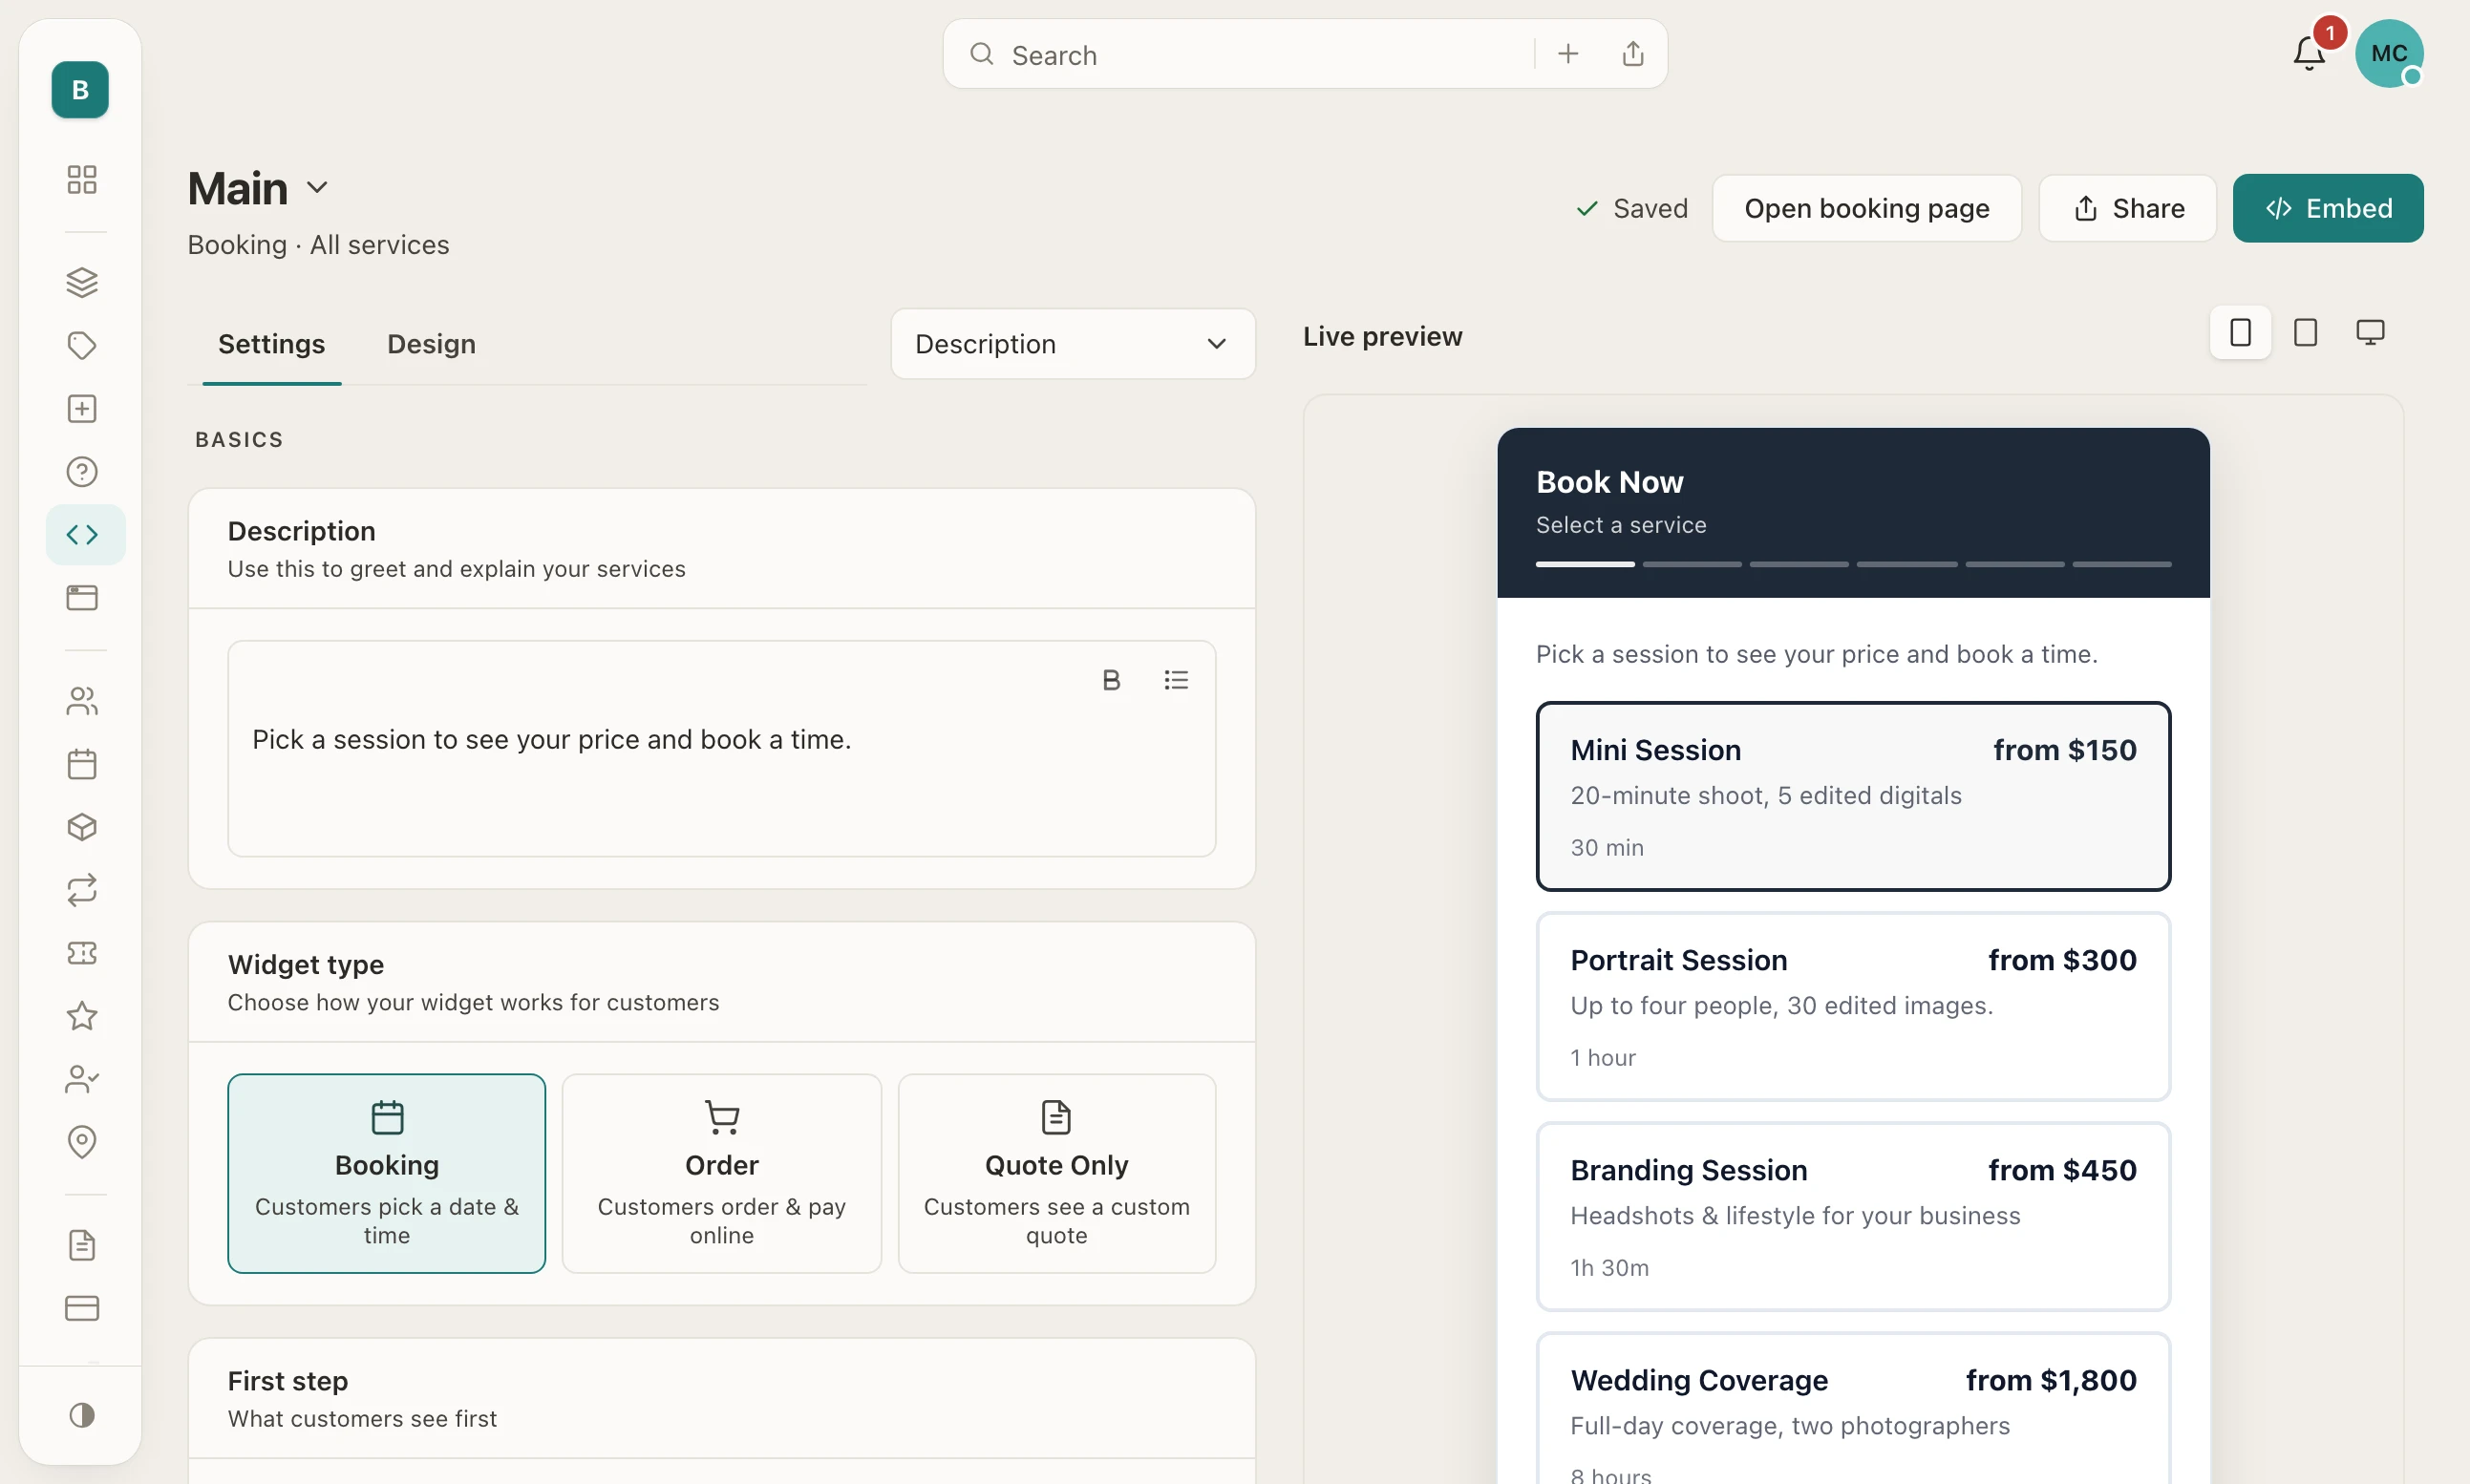 B
Search
1
MC
Main
Booking · All services
Saved
Open booking page
Share
Embed
Settings
Design
Description
Live preview
BASICS
Description
Use this to greet and explain your services
B
Pick a session to see your price and book a time.
Widget type
Choose how your widget works for customers
Booking
Customers pick a date &
time
Order
Customers order & pay
online
Quote Only
Customers see a custom
quote
First step
What customers see first
Book Now
Select a service
Pick a session to see your price and book a time.
Mini Session
from $150
20-minute shoot, 5 edited digitals
30 min
Portrait Session
from $300
Up to four people, 30 edited images.
1 hour
Branding Session
from $450
Headshots & lifestyle for your business
1h 30m
Wedding Coverage
from $1,800
Full-day coverage, two photographers
8 hours